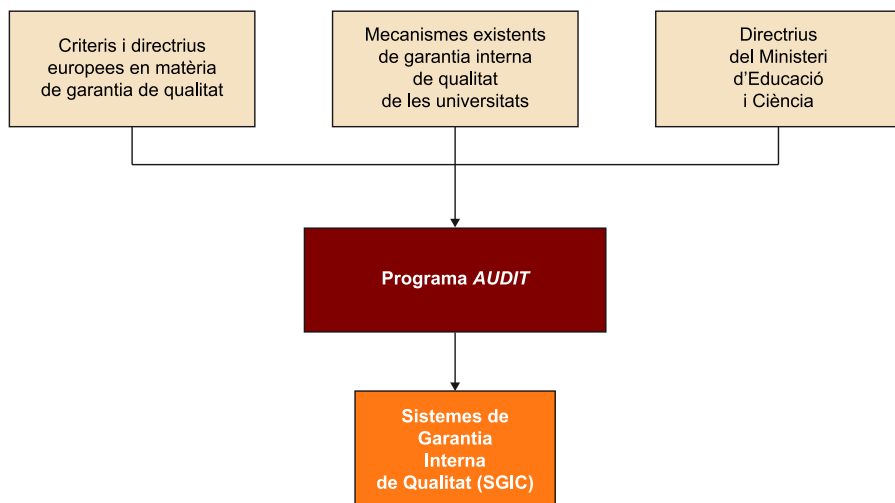 Criteris i directrius
europees en matèria
de garantia de qualitat
Mecanismes existents
de garantia interna
de qualitat
de les universitats
Directrius
del Ministeri
d’Educació
i Ciència
Programa AUDIT
Sistemes de
Garantia
Interna
de Qualitat (SGIC)